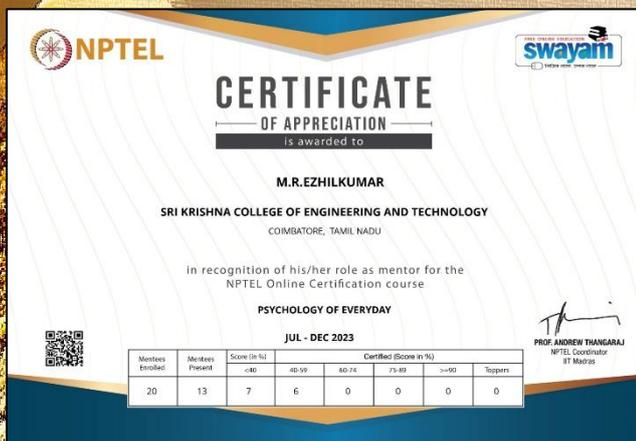 NPTEL
FREE ONLINE EDUCATION
swayam
CERTIFICATE
OF APPRECIATION
is awarded to
M.R.EZHILKUMAR
SRI KRISHNA COLLEGE OF ENGINEERING AND TECHNOLOGY
COIMBATORE, TAMIL NADU
in recognition of his/her role as mentor for the
NPTEL Online Certification course
PSYCHOLOGY OF EVERYDAY
JUL - DEC 2023
PROF. ANDREW THANGARAJ
NPTEL Coordinator
IIT Madras
Mentees Enrolled Mentees Present Score (in %) Certified (Score in %)
<40 40-59 60-74 75-89 >=90 Toppers
20 13 7 6 0 0 0 0